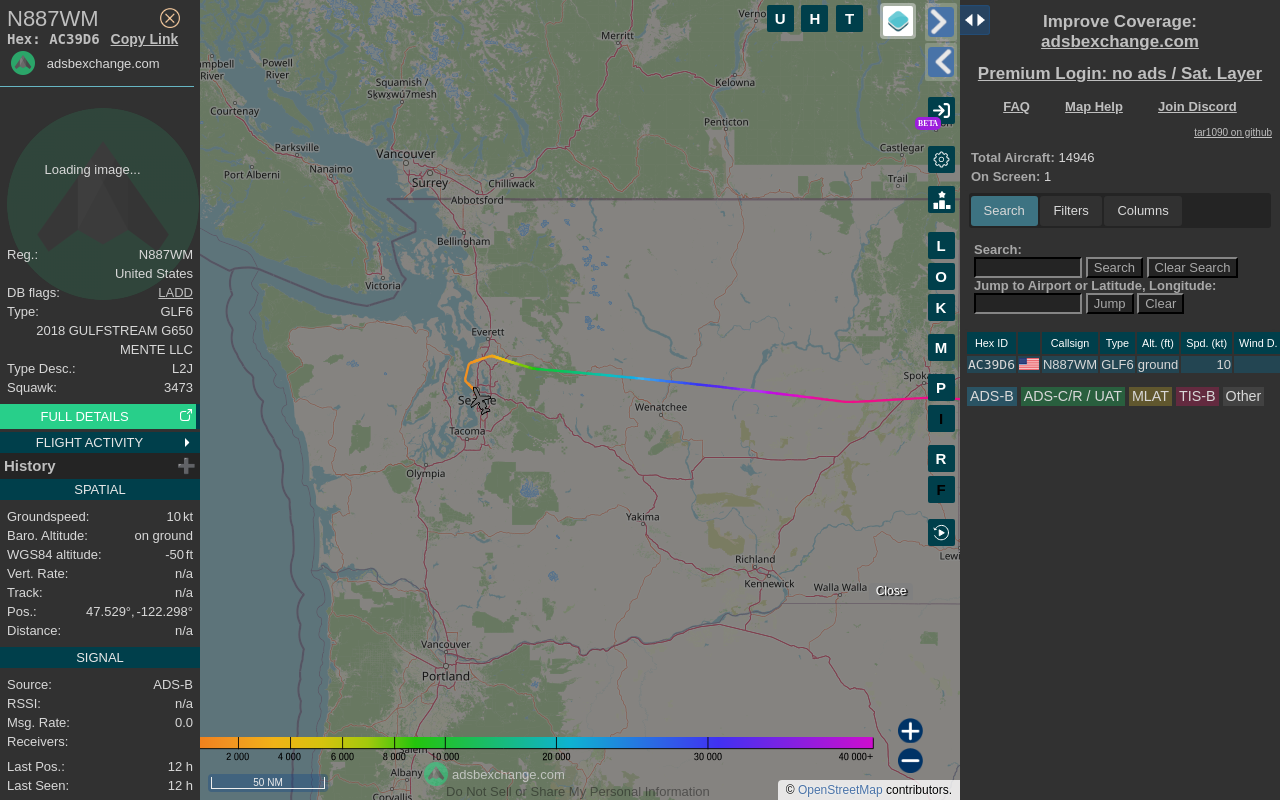 N887WM
Hex: AC39D6 Copy Link
adsbexchange.com
Loading image...
Reg.: N887WM
United States
DB flags: LADD
Type: GLF6
2018 GULFSTREAM G650
MENTE LLC
Type Desc.: L2J
Squawk: 3473
FULL DETAILS
FLIGHT ACTIVITY
History
SPATIAL
Groundspeed: 10 kt
Baro. Altitude: on ground
WGS84 altitude: -50 ft
Vert. Rate: n/a
Track: n/a
Pos.: 47.529°, -122.298°
Distance: n/a
SIGNAL
Source: ADS-B
RSSI: n/a
Msg. Rate: 0.0
Receivers:
Last Pos.: 12 h
Last Seen: 12 h
U H T
BETA
L
O
K
M
P
I
R
F
Merritt
Powell
River
River
Squamish /
Sḵwx̱wú7mesh
Kelowna
Courtenay
Penticton
Parksville
Vancouver
Castlegar
Nanaimo
Port Alberni
Surrey
Chilliwack
Trail
Abbotsford
Bellingham
Victoria
Everett
Wenatchee
Tacoma
Olympia
Yakima
Richland
Kennewick
Walla Walla
Close
Vancouver
Portland
Salem
Albany
Corvallis
2 000 4 000 6 000 8 000 10 000 20 000 30 000 40 000+
50 NM
adsbexchange.com
Do Not Sell or Share My Personal Information
© OpenStreetMap contributors.
Improve Coverage:
adsbexchange.com
Premium Login: no ads / Sat. Layer
FAQ Map Help Join Discord
tar1090 on github
Total Aircraft: 14946
On Screen: 1
Search Filters Columns
Search:
Search Clear Search
Jump to Airport or Latitude, Longitude:
Jump Clear
Hex ID Callsign Type Alt. (ft) Spd. (kt) Wind D.
AC39D6 N887WM GLF6 ground 10
ADS-B ADS-C/R / UAT MLAT TIS-B Other